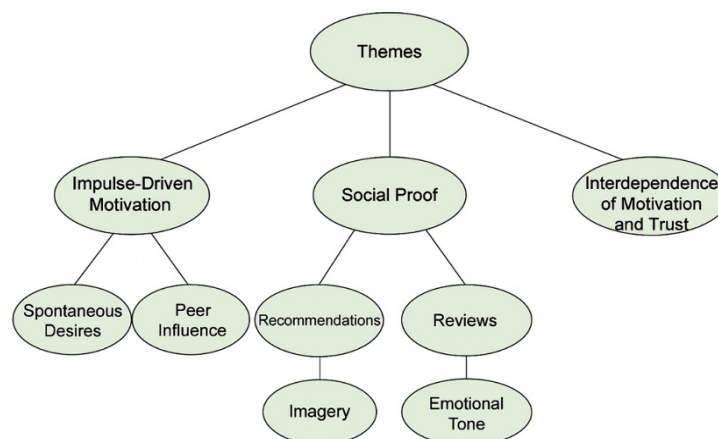 Themes
Impulse-Driven
Motivation
Social Proof
Interdependence
of Motivation
and Trust
Spontaneous
Desires
Peer
Influence
Recommendations
Reviews
Imagery
Emotional
Tone